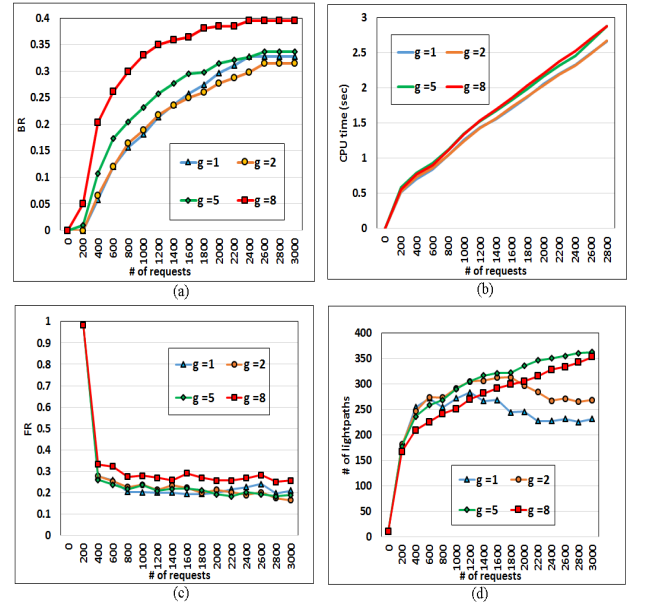 0.4
0.35
0.3
0.25
0.2
0.15
0.1
0.05
0
BR
g =1 g =2
g =5 g =8
0 200 400 600 800 1000 1200 1400 1600 1800 2000 2200 2400 2600 2800 3000
# of requests
(a)
3
2.5
2
1.5
1
0.5
0
CPU time (sec)
g =1 g =2
g =5 g =8
0 200 400 600 800 1000 1200 1400 1600 1800 2000 2200 2400 2600 2800
# of requests
(b)
1
0.9
0.8
0.7
0.6
0.5
0.4
0.3
0.2
0.1
0
FR
g =1 g =2
g =5 g =8
0 200 400 600 800 1000 1200 1400 1600 1800 2000 2200 2400 2600 2800 3000
# of requests
(c)
400
350
300
250
200
150
100
50
0
# of lightpaths
g =1 g =2
g =5 g =8
0 200 400 600 800 1000 1200 1400 1600 1800 2000 2200 2400 2600 2800 3000
# of requests
(d)